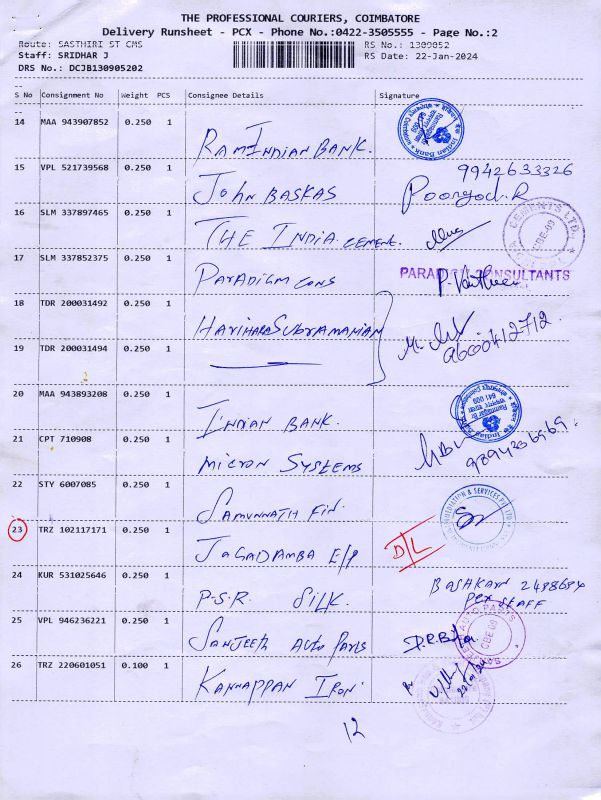 THE PROFESSIONAL COURIERS, COIMBATORE
Delivery Runsheet - PCX - Phone No.:0422-3505555 - Page No.:2
Route: SASTHIRI ST CMS RS No.: 1309052
Staff: SRIDHAR J RS Date: 22-Jan-2024
DRS No.: DCJB130905202
S No Consignment No Weight PCS Consignee Details Signature
14 MAA 943907852 0.250 1
RAM INDIAN BANK.
15 VPL 521739568 0.250 1 9942633326
JOHN BASKAS
16 SLM 337897465 0.250 1
THE INDIA CEMENT.
17 SLM 337852375 0.250 1
PARADIGM CONS PARADIGM CONSULTANTS
18 TDR 200031492 0.250 1
HARIHARASUBRAMANIAN
19 TDR 200031494 0.250 1
20 MAA 943893208 0.250 1
INDIAN BANK.
21 CPT 710908 0.250 1
MICRON SYSTEMS
22 STY 6007085 0.250 1
FIN.
23 TRZ 102117171 0.250 1 D/L
JAGADAMBA E/P
24 KUR 531025646 0.250 1
P.S.R. SILK. STAFF
25 VPL 946236221 0.250 1
SANJEEV AUTO PARTS
26 TRZ 220601051 0.100 1
KANNAPPAN IRON
12